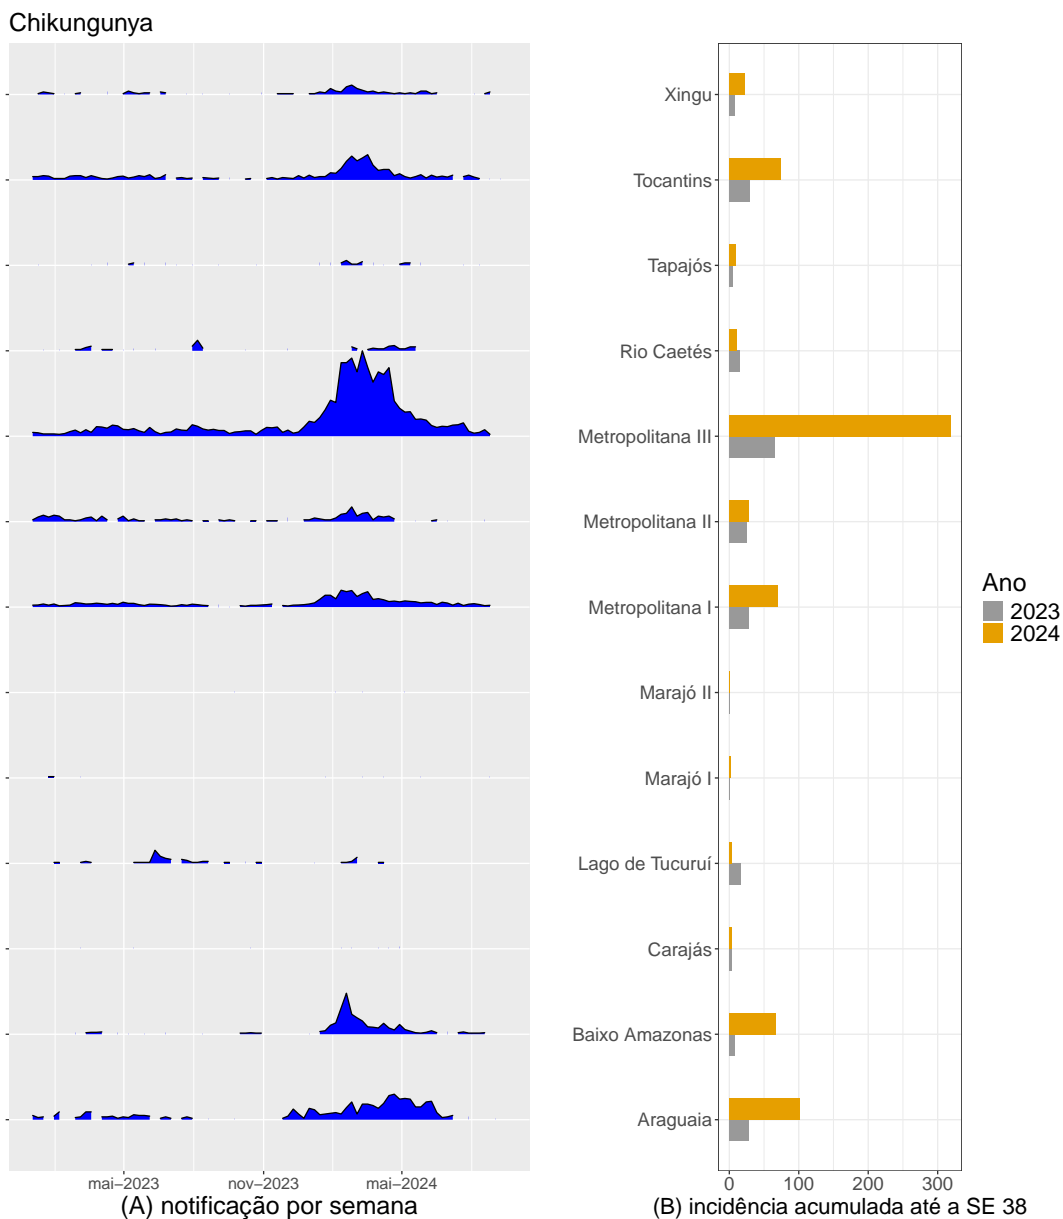 Chikungunya
Xingu
Tocantins
Tapajós
Rio Caetés
Metropolitana III
Metropolitana II
Metropolitana I
Marajó II
Marajó I
Lago de Tucuruí
Carajás
Baixo Amazonas
Araguaia
mai−2023
nov−2023
mai−2024
(A) notificação por semana
0
100
200
300
(B) incidência acumulada até a SE 38
Ano
2023
2024